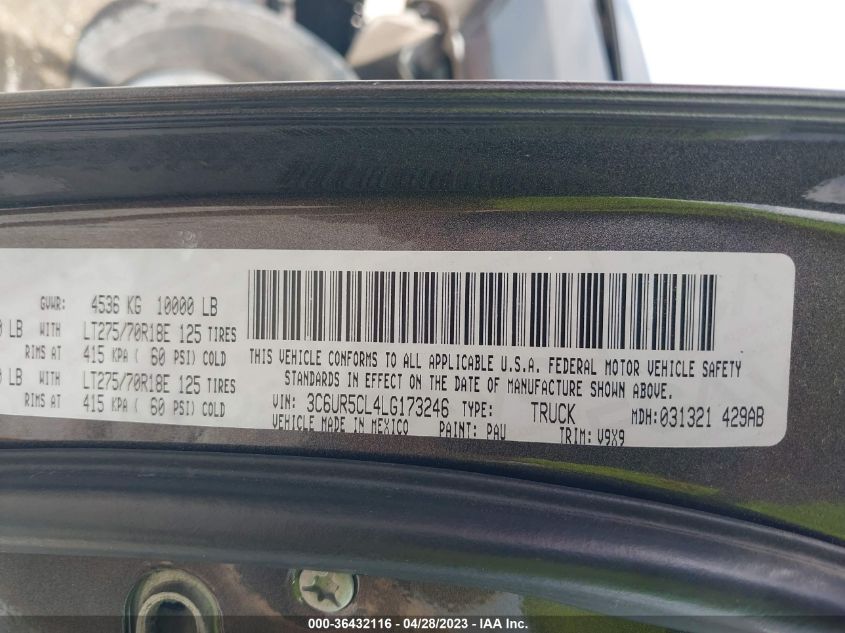 GVWR: 4536 KG 10000 LB
LB WITH LT275/70R18E 125 TIRES
RIMS AT 415 KPA ( 60 PSI) COLD
LB WITH LT275/70R18E 125 TIRES
RIMS AT 415 KPA ( 60 PSI) COLD
THIS VEHICLE CONFORMS TO ALL APPLICABLE U.S.A. FEDERAL MOTOR VEHICLE SAFETY
STANDARDS IN EFFECT ON THE DATE OF MANUFACTURE SHOWN ABOVE.
VIN: 3C6UR5CL4LG173246 TYPE: TRUCK MDH: 031321 429AB
VEHICLE MADE IN MEXICO PAINT: PAU TRIM: V9X9
000-36432116 - 04/28/2023 - IAAI Inc.